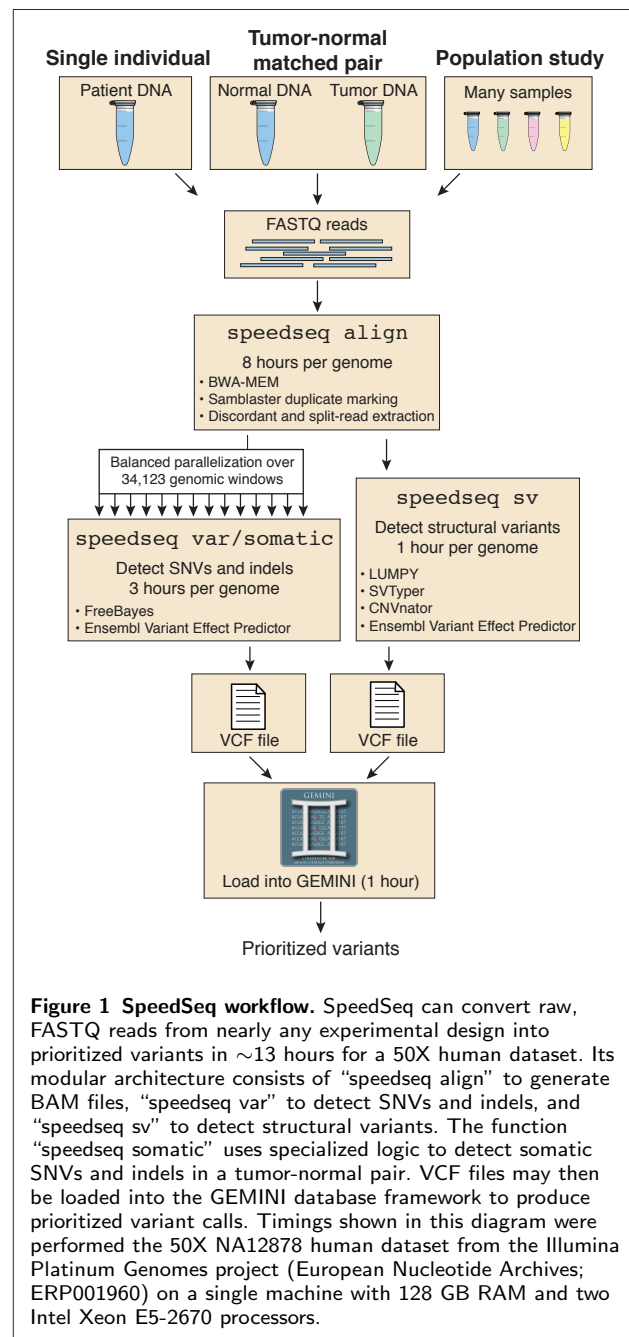 Single individual
Tumor-normal
matched pair
Population study
Patient DNA
Normal DNA
Tumor DNA
Many samples
FASTQ reads
speedseq align
8 hours per genome
• BWA-MEM
• Samblaster duplicate marking
• Discordant and split-read extraction
Balanced parallelization over
34,123 genomic windows
speedseq var/somatic
Detect SNVs and indels
3 hours per genome
• FreeBayes
• Ensembl Variant Effect Predictor
speedseq sv
Detect structural variants
1 hour per genome
• LUMPY
• SVTyper
• CNVnator
• Ensembl Variant Effect Predictor
VCF file
VCF file
GEMINI
Load into GEMINI (1 hour)
Prioritized variants
Figure 1 SpeedSeq workflow. SpeedSeq can convert raw,
FASTQ reads from nearly any experimental design into
prioritized variants in ∼13 hours for a 50X human dataset. Its
modular architecture consists of “speedseq align” to generate
BAM files, “speedseq var” to detect SNVs and indels, and
“speedseq sv” to detect structural variants. The function
“speedseq somatic” uses specialized logic to detect somatic
SNVs and indels in a tumor-normal pair. VCF files may then
be loaded into the GEMINI database framework to produce
prioritized variant calls. Timings shown in this diagram were
performed the 50X NA12878 human dataset from the Illumina
Platinum Genomes project (European Nucleotide Archives;
ERP001960) on a single machine with 128 GB RAM and two
Intel Xeon E5-2670 processors.